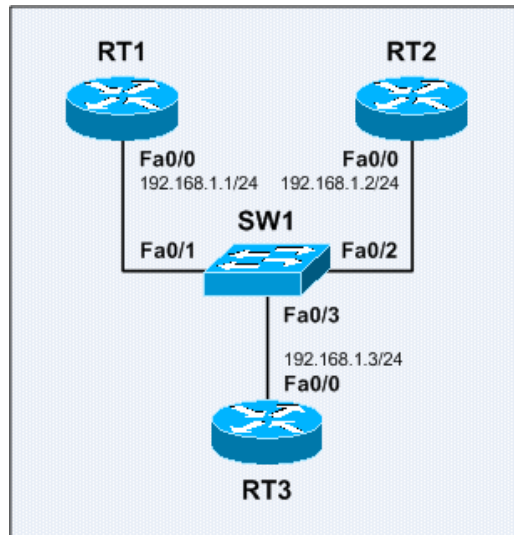 RT1
RT2
Fa0/0
192.168.1.1/24
Fa0/0
192.168.1.2/24
SW1
Fa0/1
Fa0/2
Fa0/3
192.168.1.3/24
Fa0/0
RT3